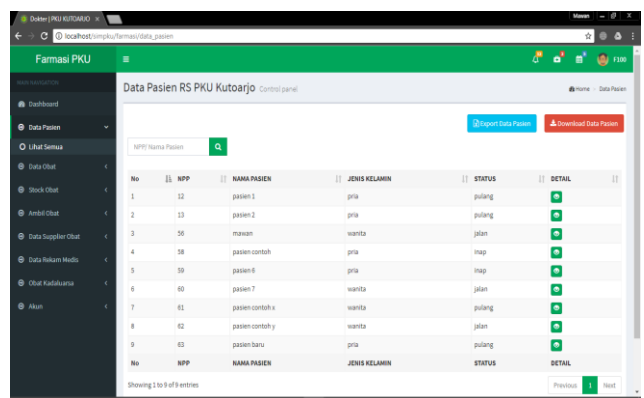 Dokter | PKU KUTOARJO
Mawan
localhost/simpku/farmasi/data_pasien
Farmasi PKU
F100
MAIN NAVIGATION
Dashboard
Data Pasien
Lihat Semua
Data Obat
Stock Obat
Ambil Obat
Data Supplier Obat
Data Rekam Medis
Obat Kadaluarsa
Akun
Data Pasien RS PKU Kutoarjo Control panel
Home > Data Pasien
Export Data Pasien Download Data Pasien
NPP/ Nama Pasien
No NPP NAMA PASIEN JENIS KELAMIN STATUS DETAIL
1 12 pasien 1 pria pulang
2 13 pasien 2 pria pulang
3 56 mawan wanita jalan
4 58 pasien contoh pria inap
5 59 pasien 6 pria inap
6 60 pasien 7 wanita jalan
7 61 pasien contoh x wanita pulang
8 62 pasien contoh y wanita jalan
9 63 pasien baru pria pulang
No NPP NAMA PASIEN JENIS KELAMIN STATUS DETAIL
Showing 1 to 9 of 9 entries
Previous 1 Next